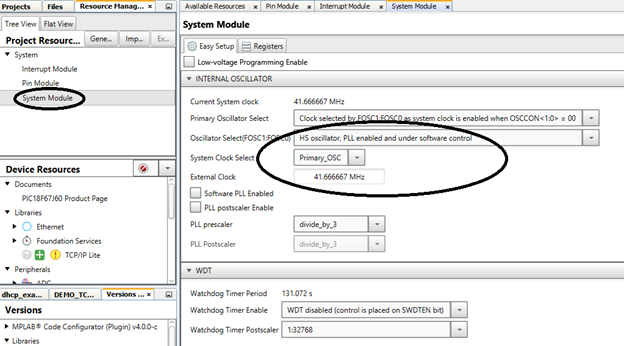 Projects Files Resource Manag...
Tree View Flat View
Project Resourc... Gene... Imp... Ex...
System
Interrupt Module
Pin Module
System Module
Device Resources
Documents
PIC18F67J60 Product Page
Libraries
Ethernet
Foundation Services
TCP/IP Lite
Peripherals
dhcp_exa... DEMO_TC... Versions ...
Versions
MPLAB® Code Configurator (Plugin) v4.0.0-c
Libraries
Available Resources Pin Module Interrupt Module System Module
System Module
Easy Setup Registers
Low-voltage Programming Enable
INTERNAL OSCILLATOR
Current System clock 41.666667 MHz
Primary Oscillator Select Clock selected by FOSC1:FOSC0 as system clock is enabled when OSCCON<1:0> = 00
Oscillator Select(FOSC1:FOSC0) HS oscillator, PLL enabled and under software control
System Clock Select Primary_OSC
External Clock 41.666667 MHz
Software PLL Enabled
PLL postscaler Enable
PLL prescaler divide_by_3
PLL Postscaler divide_by_3
WDT
Watchdog Timer Period 131.072 s
Watchdog Timer Enable WDT disabled (control is placed on SWDTEN bit)
Watchdog Timer Postscaler 1:32768